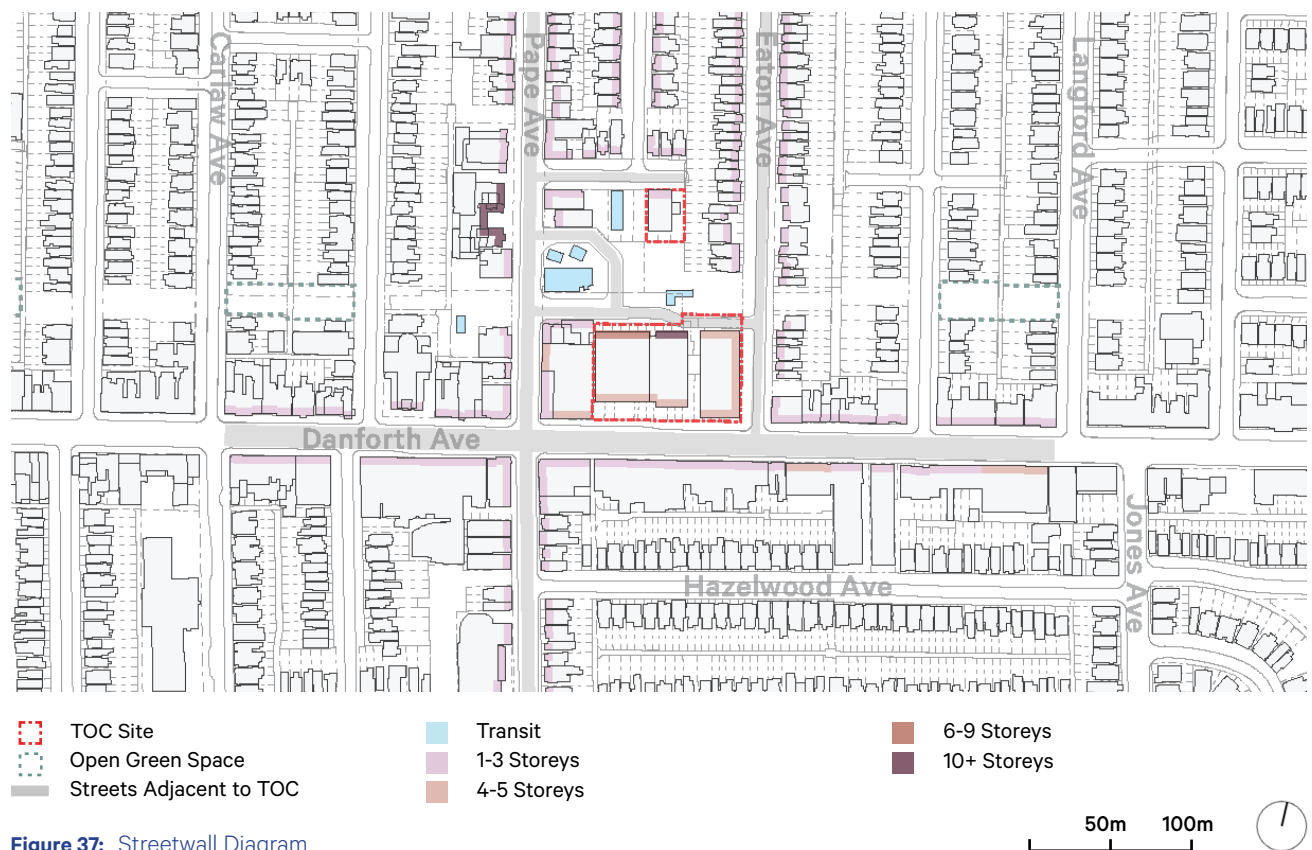 Carlaw Ave
Pape Ave
Eaton Ave
Langford Ave
Danforth Ave
Hazelwood Ave
Jones Ave
TOC Site
Open Green Space
Streets Adjacent to TOC
Transit
1-3 Storeys
4-5 Storeys
6-9 Storeys
10+ Storeys
50m 100m
Figure 37: Streetwall Diagram